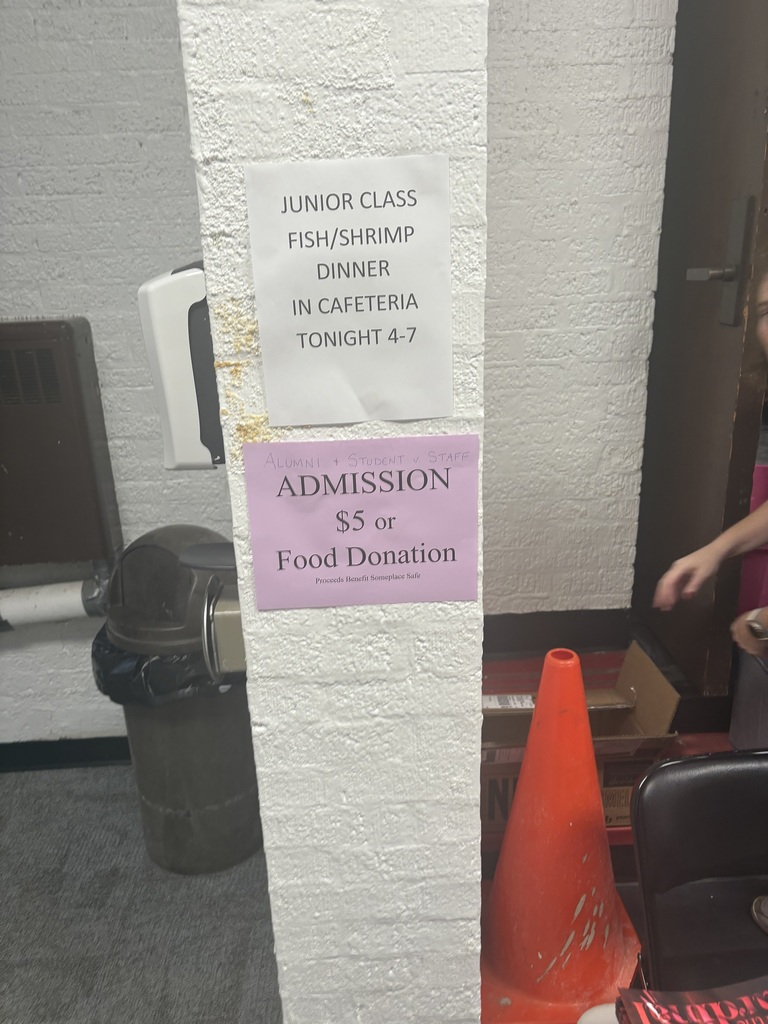 JUNIOR CLASS
FISH/SHRIMP
DINNER
IN CAFETERIA
TONIGHT 4-7
ALUMNI + STUDENT v. STAFF
ADMISSION
$5 or
Food Donation
Proceeds Benefit Someplace Safe